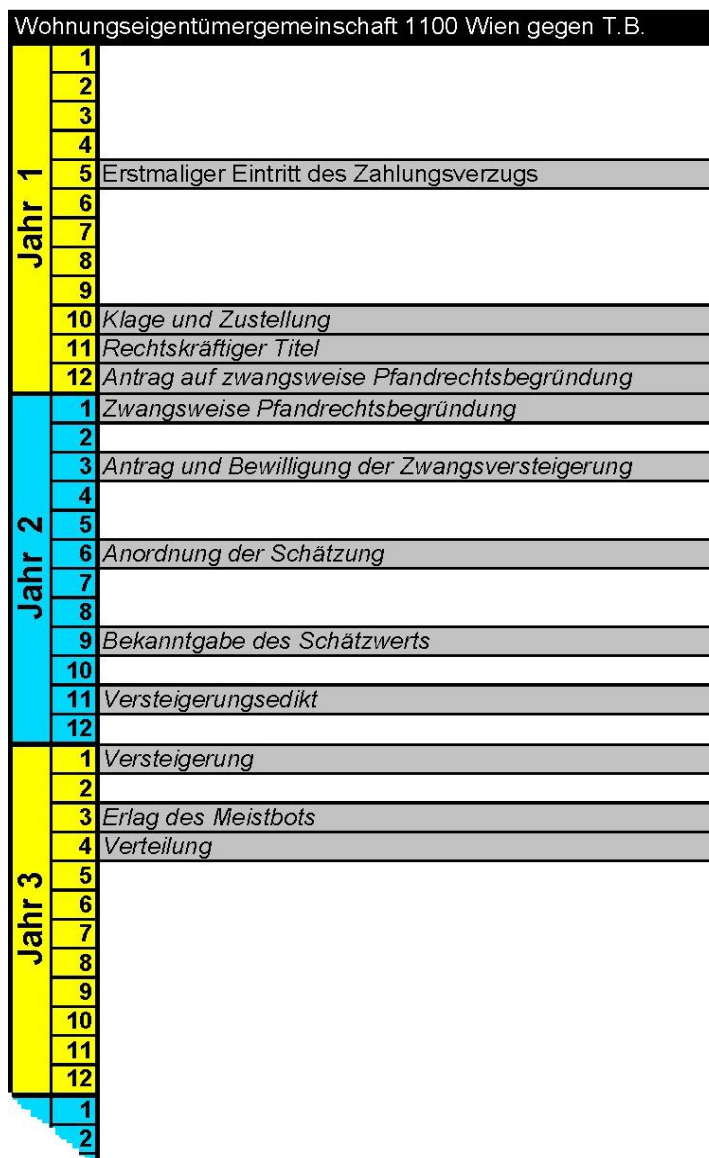 Wohnungseigentümergemeinschaft 1100 Wien gegen T.B.
Jahr 1
1
2
3
4
5 Erstmaliger Eintritt des Zahlungsverzugs
6
7
8
9
10 Klage und Zustellung
11 Rechtskräftiger Titel
12 Antrag auf zwangsweise Pfandrechtsbegründung
Jahr 2
1 Zwangsweise Pfandrechtsbegründung
2
3 Antrag und Bewilligung der Zwangsversteigerung
4
5
6 Anordnung der Schätzung
7
8
9 Bekanntgabe des Schätzwerts
10
11 Versteigerungsedikt
12
Jahr 3
1 Versteigerung
2
3 Erlag des Meistbots
4 Verteilung
5
6
7
8
9
10
11
12
1
2